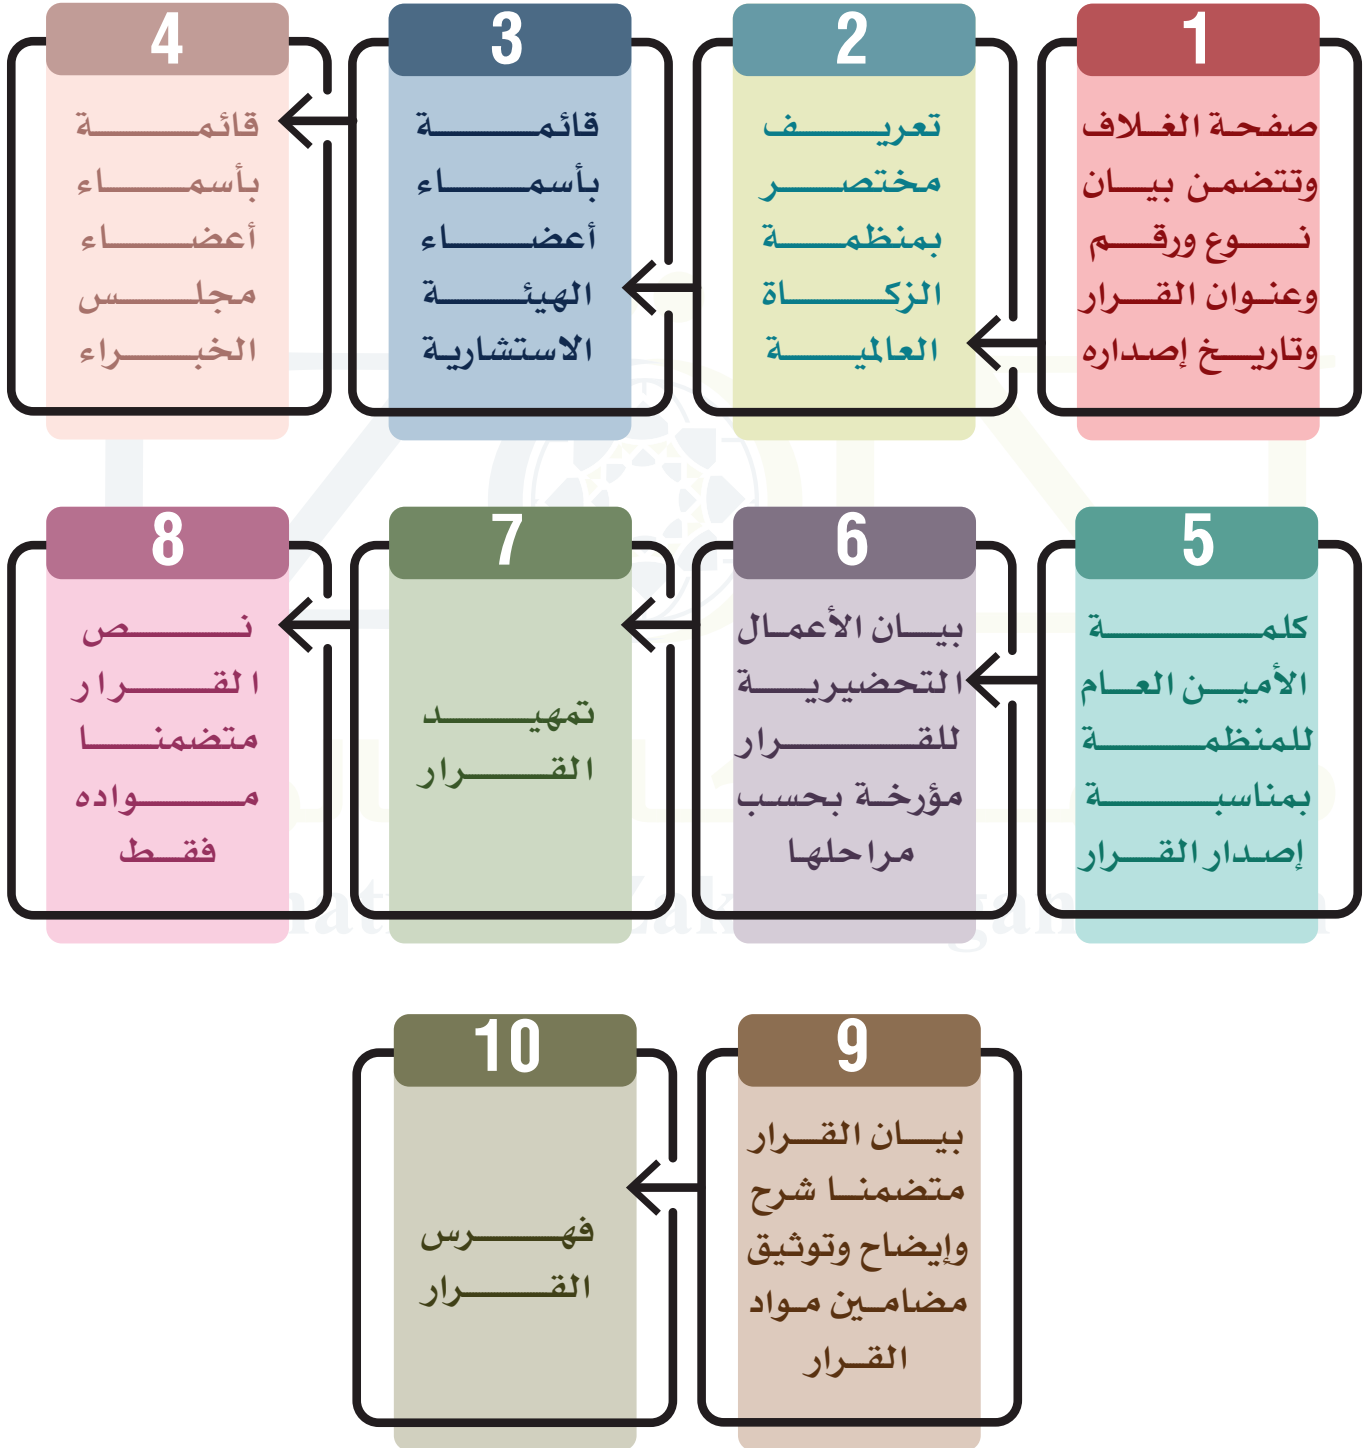 1
صفحة الغلاف
وتتضمن بيان
نوع ورقم
وعنوان القرار
وتاريخ إصداره
2
تعريف
مختصر
بمنظمة
الزكاة
العالمية
3
قائمة
بأسماء
أعضاء
الهيئة
الاستشارية
4
قائمة
بأسماء
أعضاء
مجلس
الخبراء
5
كلمة
الأمين العام
للمنظمة
بمناسبة
إصدار القرار
6
بيان الأعمال
التحضيرية
للقرار
مؤرخة بحسب
مراحلها
7
تمهيد
القرار
8
نص
القرار
متضمنا
مواده
فقط
9
بيان القرار
متضمنا شرح
وإيضاح وتوثيق
مضامين مواد
القرار
10
فهرس
القرار